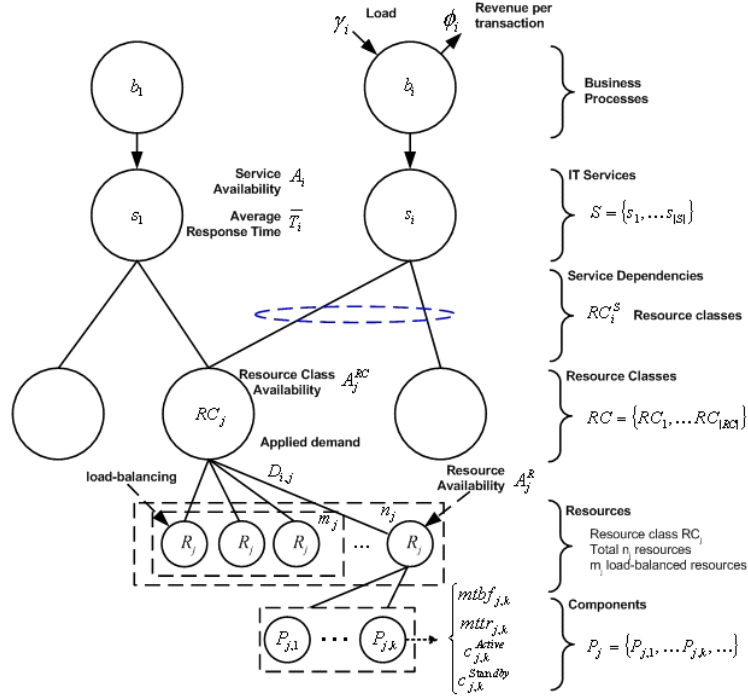 Load
γ_i
φ_i
Revenue per
transaction
b_1
b_i
Business
Processes
Service
Availability
A_i
IT Services
s_1
Average
Response Time
T̅_i
s_i
S = {s_1,…s_|S|}
Service Dependencies
RC_i^S
Resource classes
Resource Class
Availability
A_j^RC
Resource Classes
RC_j
RC = {RC_1,…RC_|RC|}
Applied demand
D_i,j
load-balancing
Resource
Availability
A_j^R
m_j
n_j
R_j
R_j
R_j
...
R_j
Resources
Resource class RC_j
Total n_j resources
m_j load-balanced resources
P_j,1
...
P_j,k
mtbf_j,k
mttr_j,k
c_j,k^Active
c_j,k^Standby
Components
P_j = {P_j,1,…P_j,k,…}